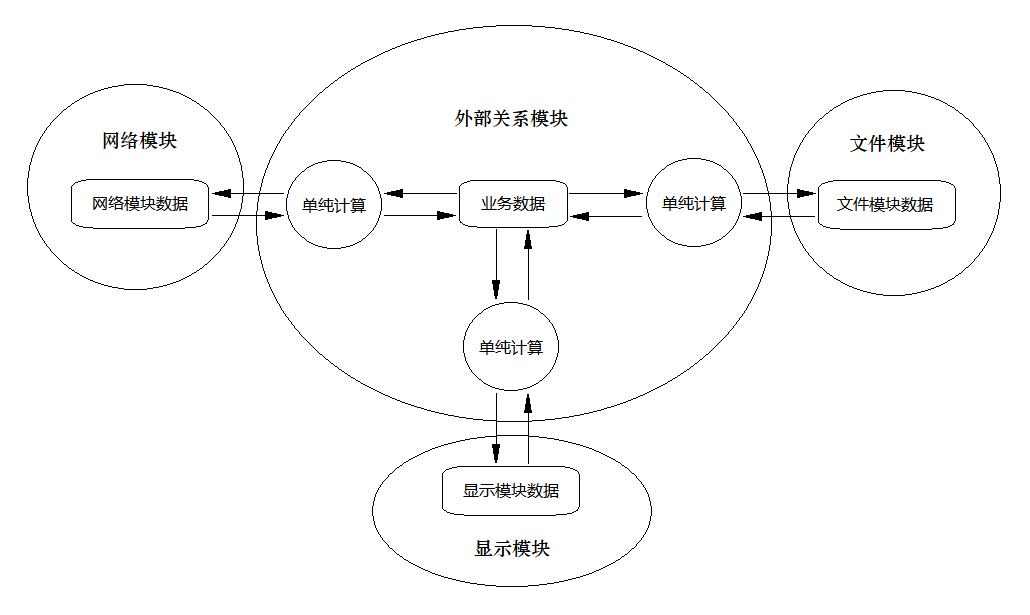 外部关系模块
网络模块
文件模块
网络模块数据
单纯计算
业务数据
单纯计算
文件模块数据
单纯计算
显示模块数据
显示模块